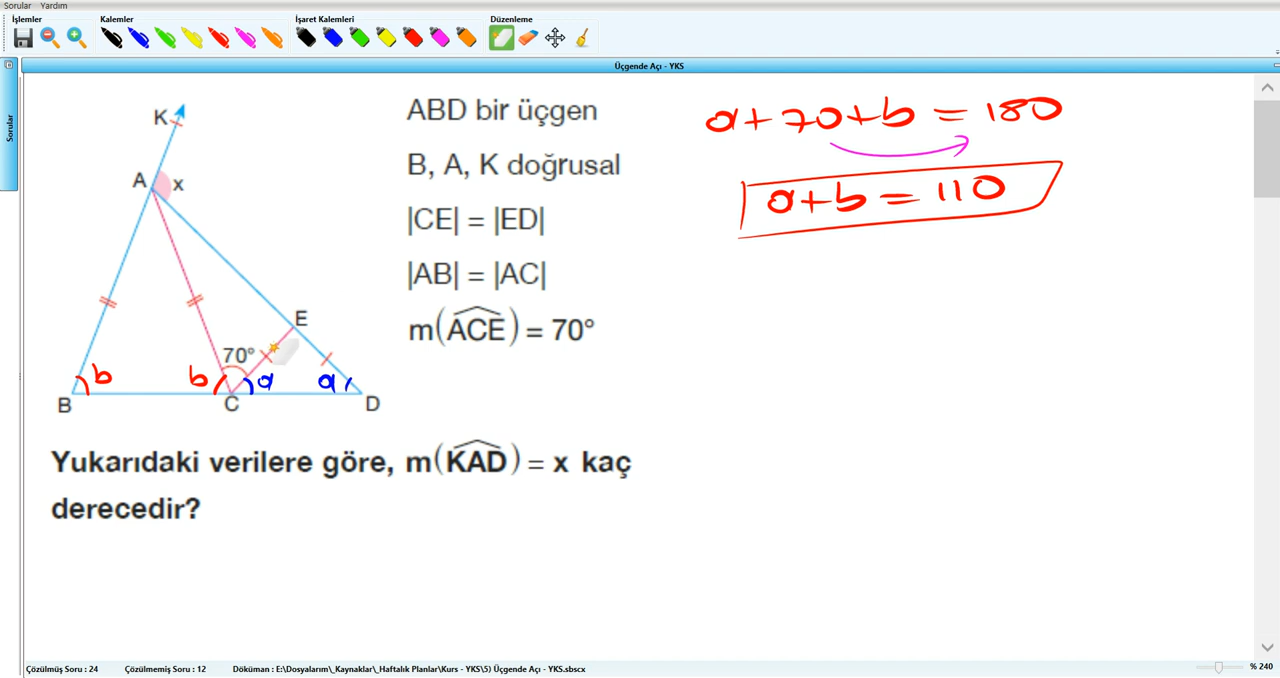 Sorular Yardım
İşlemler Kalemler İşaret Kalemleri Düzenleme
Üçgende Açı - YKS
Sorular
K
A x
E
70°
b b a a
B C D
ABD bir üçgen
B, A, K doğrusal
|CE| = |ED|
|AB| = |AC|
m(ACE) = 70°
a+70+b = 180
a+b = 110
Yukarıdaki verilere göre, m(KAD) = x kaç
derecedir?
Çözülmüş Soru : 24 Çözülmemiş Soru : 12 Döküman : E:\Dosyalarım\_Kaynaklar\_Haftalık Planlar\Kurs - YKS\5) Üçgende Açı - YKS.sbscx % 240